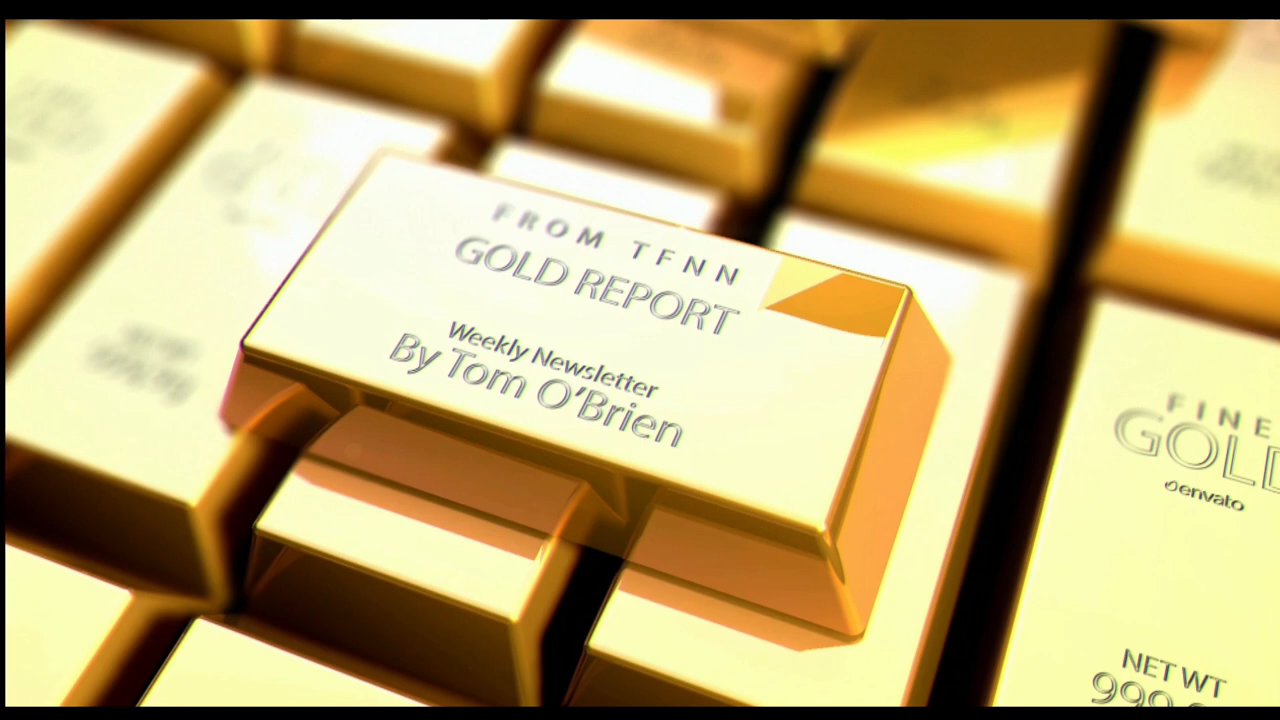 FROM TFNN
GOLD REPORT
Weekly Newsletter
By Tom O'Brien
FINE
GOLD
envato
NET WT